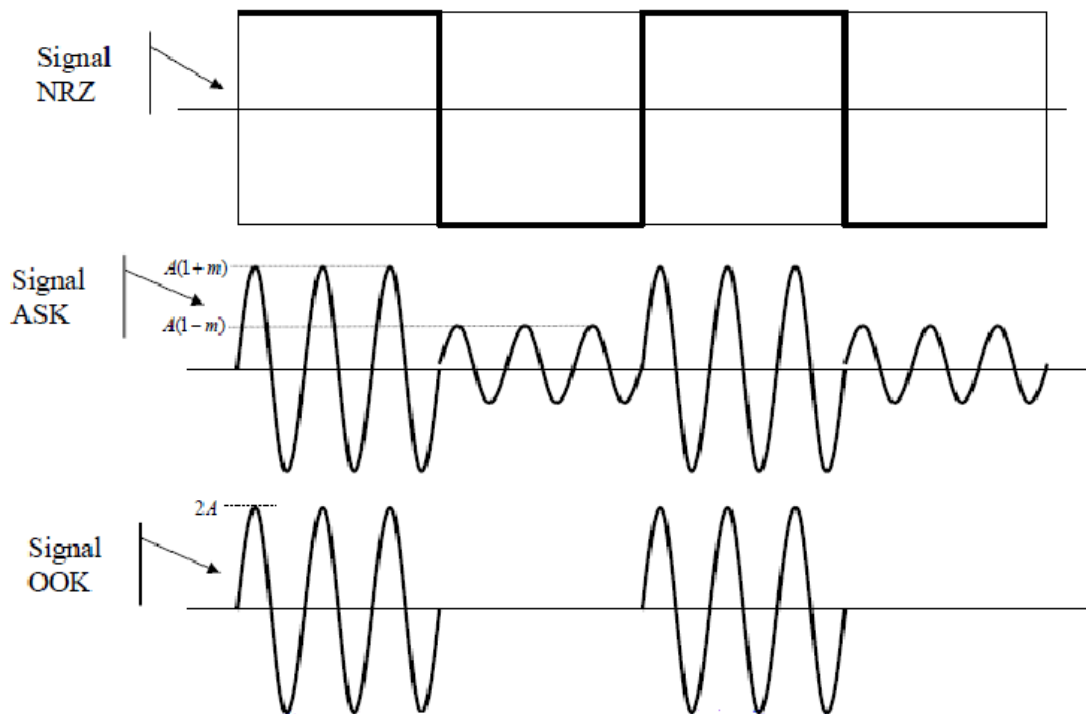 Signal
NRZ
Signal
ASK
A(1+m)
A(1−m)
2A
Signal
OOK